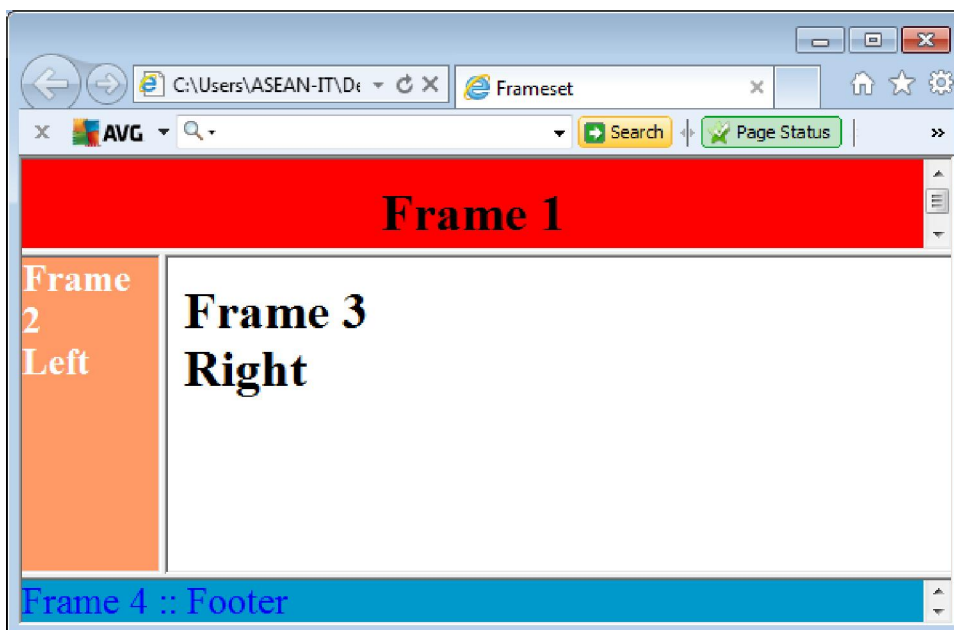 C:\Users\ASEAN-IT\De
Frameset
AVG
Search
Page Status
Frame 1
Frame
2
Left
Frame 3
Right
Frame 4 :: Footer